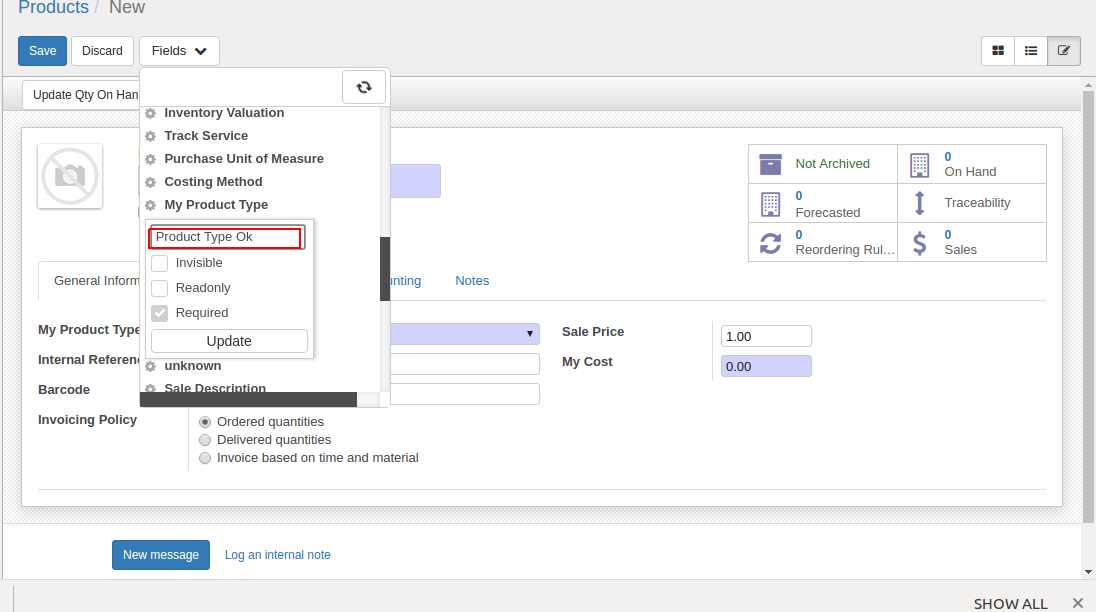 Products / New
Save Discard Fields
Update Qty On Han
Inventory Valuation
Track Service
Purchase Unit of Measure
Costing Method
My Product Type
Product Type Ok
Invisible
Readonly
Required
Update
unknown
Sale Description
Not Archived
0
On Hand
0
Forecasted
Traceability
0
Reordering Rul...
0
Sales
General Inform
unting
Notes
My Product Type
Internal Referenc
Barcode
Invoicing Policy
Ordered quantities
Delivered quantities
Invoice based on time and material
Sale Price
1.00
My Cost
0.00
New message Log an internal note
SHOW ALL